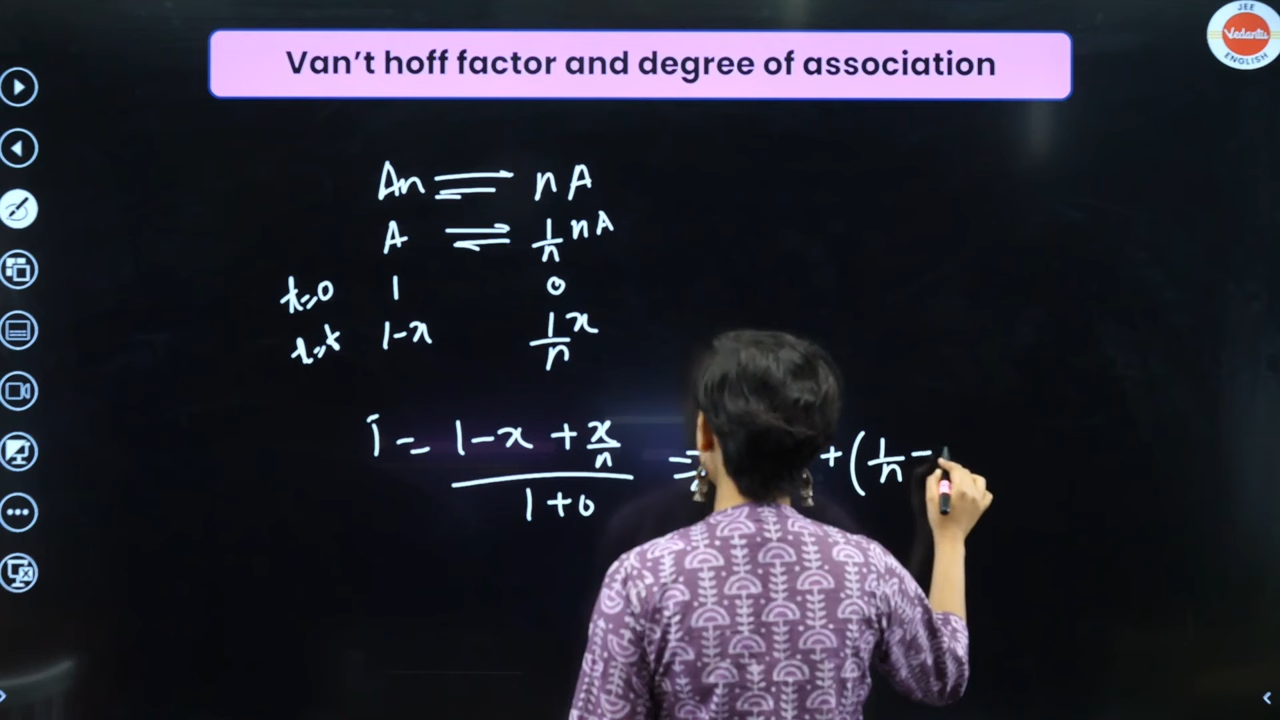 JEE
Vedantu
ENGLISH
Van't hoff factor and degree of association
An ⇌ nA
A ⇌ 1/n nA
t=0 1 0
t=t 1-x 1/n x
i = (1-x + x/n)/(1+0) = + (1/n -